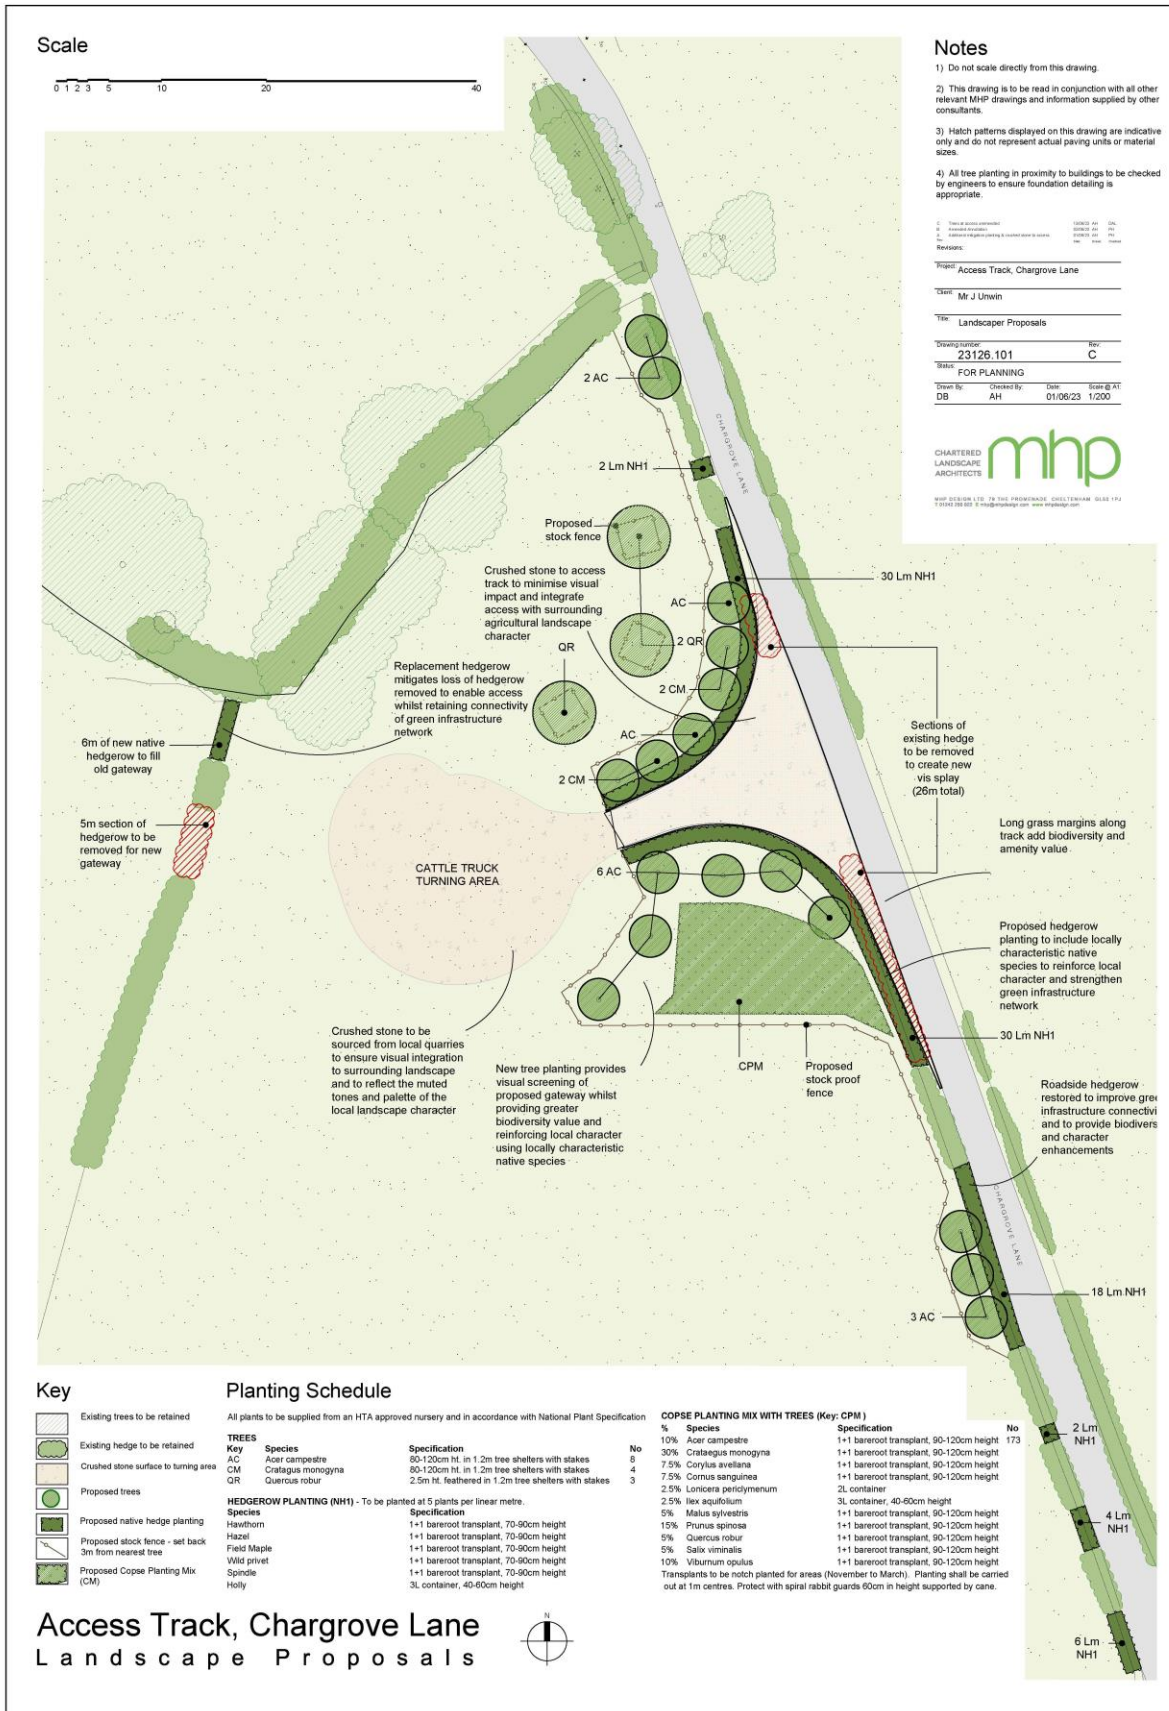 Scale
0 1 2 3 5 10 20 40
Notes
1) Do not scale directly from this drawing.
2) This drawing is to be read in conjunction with all other
relevant MHP drawings and information supplied by other
consultants.
3) Hatch patterns displayed on this drawing are indicative
only and do not represent actual paving units or material
sizes.
4) All tree planting in proximity to buildings to be checked
by engineers to ensure foundation detailing is
appropriate.
Revisions:
Project: Access Track, Chargrove Lane
Client: Mr J Unwin
Title: Landscaper Proposals
Drawing number: Rev:
23126.101 C
Status:
FOR PLANNING
Drawn By: Checked By: Date: Scale @ A1:
DB AH 01/06/23 1/200
CHARTERED
LANDSCAPE
ARCHITECTS
mhp
2 AC
CHARGROVE LANE
2 Lm NH1
Proposed
stock fence
Crushed stone to access
track to minimise visual
impact and integrate
access with surrounding
agricultural landscape
character
30 Lm NH1
AC
2 QR
QR
2 CM
Replacement hedgerow
mitigates loss of hedgerow
removed to enable access
whilst retaining connectivity
of green infrastructure
network
AC
2 CM
6m of new native
hedgerow to fill
old gateway
Sections of
existing hedge
to be removed
to create new
vis splay
(26m total)
5m section of
hedgerow to be
removed for new
gateway
Long grass margins along
track add biodiversity and
amenity value
CATTLE TRUCK
TURNING AREA
6 AC
Proposed hedgerow
planting to include locally
characteristic native
species to reinforce local
character and strengthen
green infrastructure
network
Crushed stone to be
sourced from local quarries
to ensure visual integration
to surrounding landscape
and to reflect the muted
tones and palette of the
local landscape character
New tree planting provides
visual screening of
proposed gateway whilst
providing greater
biodiversity value and
reinforcing local character
using locally characteristic
native species
CPM
Proposed
stock proof
fence
30 Lm NH1
Roadside hedgerow
restored to improve gree
infrastructure connectivi
and to provide biodivers
and character
enhancements
CHARGROVE LANE
18 Lm NH1
3 AC
2 Lm
NH1
4 Lm
NH1
6 Lm
NH1
Key
Existing trees to be retained
Existing hedge to be retained
Crushed stone surface to turning area
Proposed trees
Proposed native hedge planting
Proposed stock fence - set back
3m from nearest tree
Proposed Copse Planting Mix
(CM)
Planting Schedule
All plants to be supplied from an HTA approved nursery and in accordance with National Plant Specification
TREES
Key Species Specification No
AC Acer campestre 80-120cm ht. in 1.2m tree shelters with stakes 8
CM Cratagus monogyna 80-120cm ht. in 1.2m tree shelters with stakes 4
QR Quercus robur 2.5m ht. feathered in 1.2m tree shelters with stakes 3
HEDGEROW PLANTING (NH1) - To be planted at 5 plants per linear metre.
Species Specification
Hawthorn 1+1 bareroot transplant, 70-90cm height
Hazel 1+1 bareroot transplant, 70-90cm height
Field Maple 1+1 bareroot transplant, 70-90cm height
Wild privet 1+1 bareroot transplant, 70-90cm height
Spindle 1+1 bareroot transplant, 70-90cm height
Holly 3L container, 40-60cm height
COPSE PLANTING MIX WITH TREES (Key: CPM )
% Species Specification No
10% Acer campestre 1+1 bareroot transplant, 90-120cm height 173
30% Crataegus monogyna 1+1 bareroot transplant, 90-120cm height
7.5% Corylus avellana 1+1 bareroot transplant, 90-120cm height
7.5% Cornus sanguinea 1+1 bareroot transplant, 90-120cm height
2.5% Lonicera periclymenum 2L container
2.5% Ilex aquifolium 3L container, 40-60cm height
5% Malus sylvestris 1+1 bareroot transplant, 90-120cm height
15% Prunus spinosa 1+1 bareroot transplant, 90-120cm height
5% Quercus robur 1+1 bareroot transplant, 90-120cm height
5% Salix viminalis 1+1 bareroot transplant, 90-120cm height
10% Viburnum opulus 1+1 bareroot transplant, 90-120cm height
Transplants to be notch planted for areas (November to March). Planting shall be carried
out at 1m centres. Protect with spiral rabbit guards 60cm in height supported by cane.
Access Track, Chargrove Lane
Landscape Proposals
N